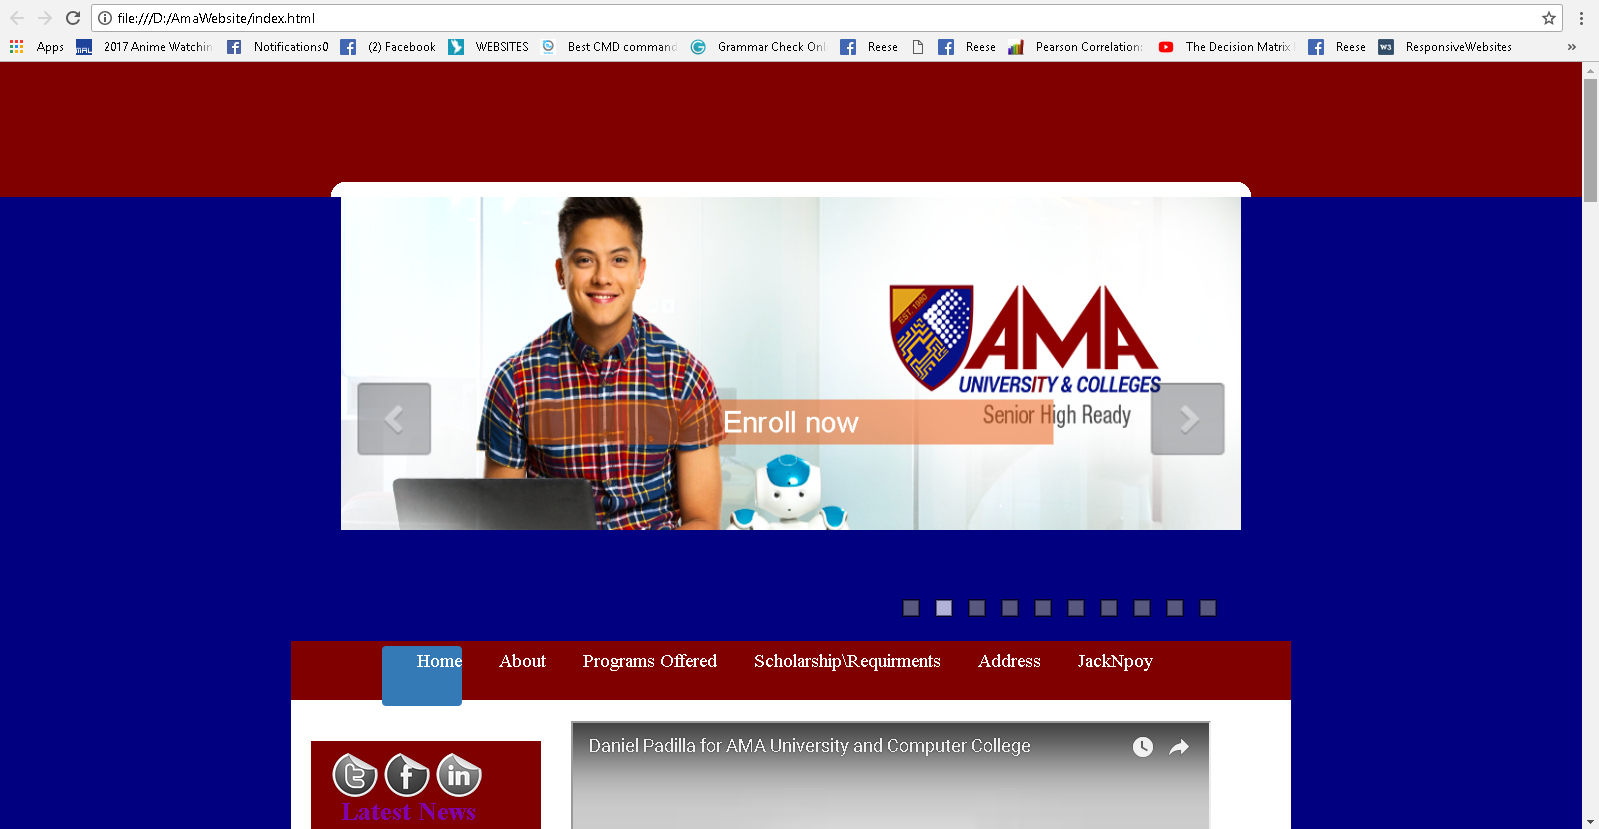 file:///D:/AmaWebsite/index.html
Apps 2017 Anime Watchin Notifications0 (2) Facebook WEBSITES Best CMD command Grammar Check Onl Reese Reese Pearson Correlation: The Decision Matrix Reese ResponsiveWebsites »
EST. 1980
AMA
UNIVERSITY & COLLEGES
Senior High Ready
Enroll now
Home About Programs Offered Scholarship\Requirments Address JackNpoy
Daniel Padilla for AMA University and Computer College
Latest News